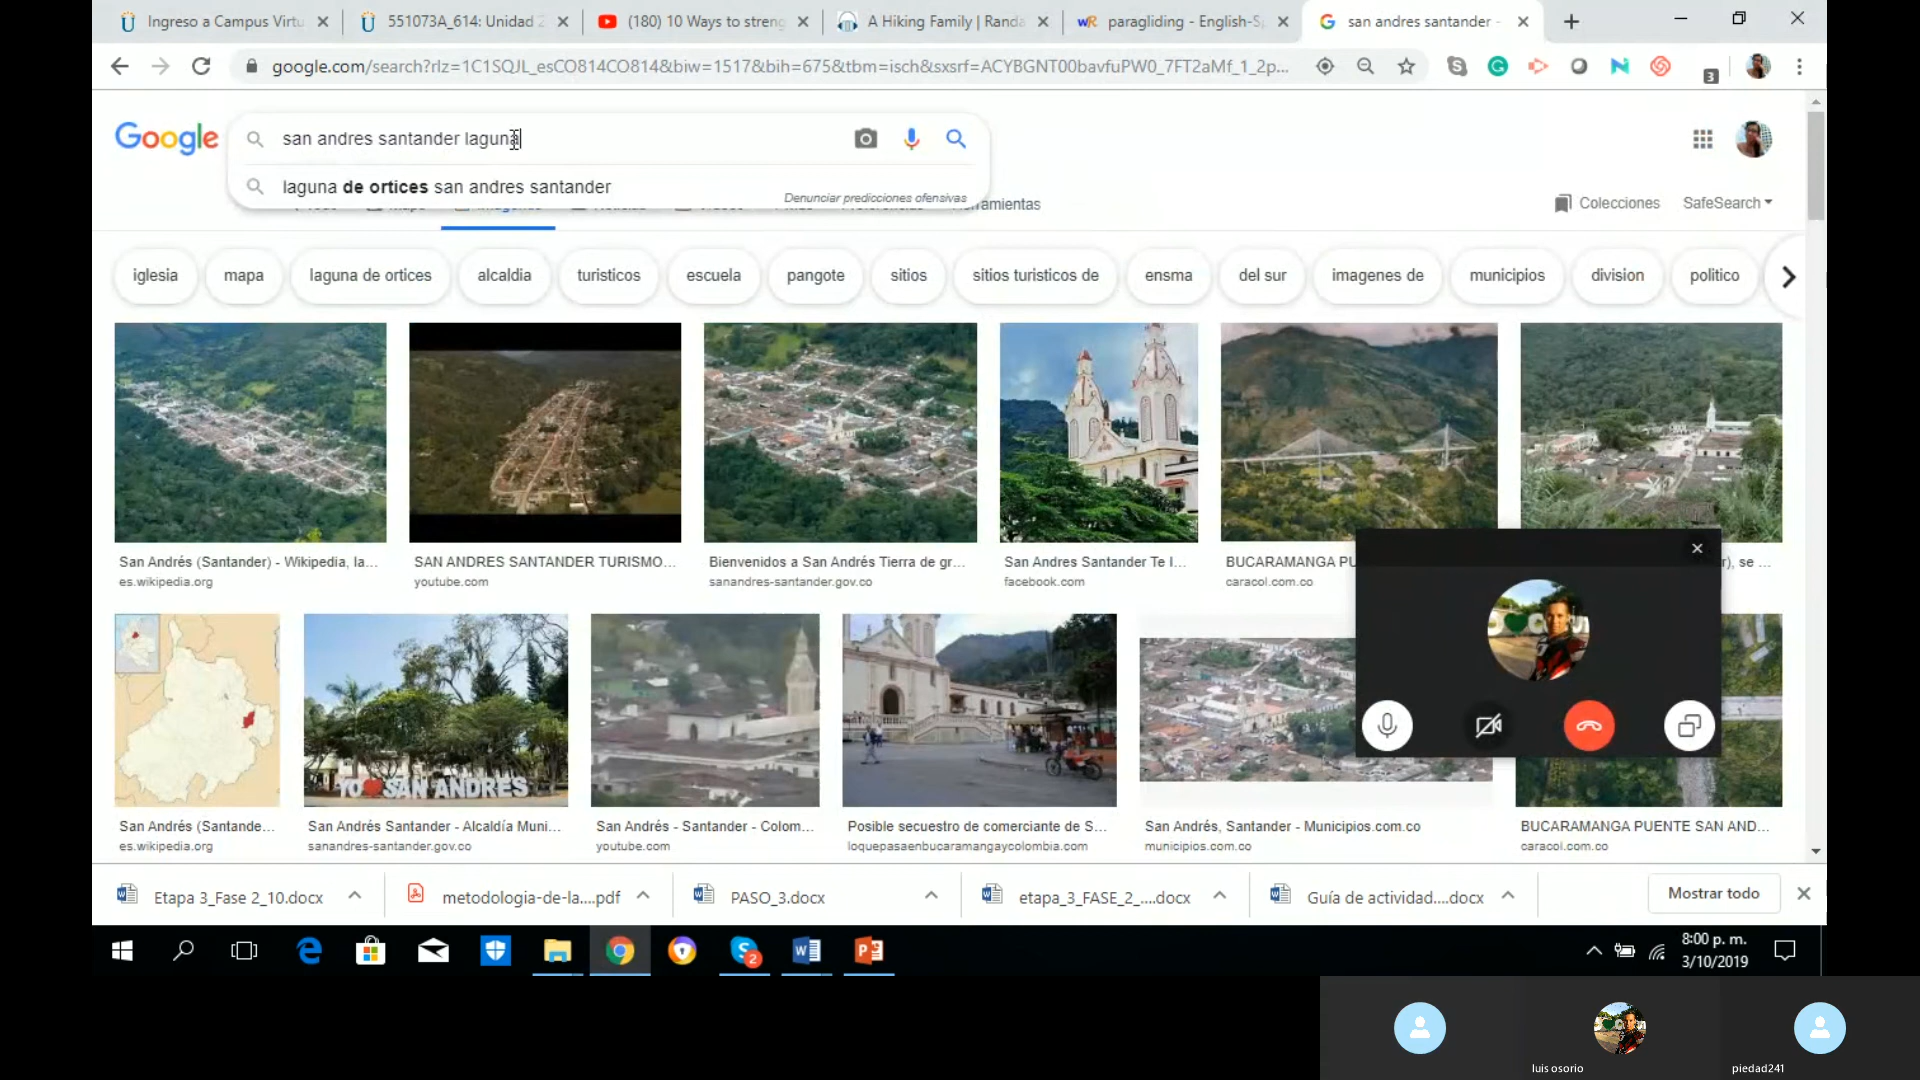 Ingreso a Campus Virtu
551073A_614: Unidad 2
(180) 10 Ways to streng
A Hiking Family | Randa
wR paragliding - English-S
san andres santander -
google.com/search?rlz=1C1SQJL_esCO814CO814&biw=1517&bih=675&tbm=isch&sxsrf=ACYBGNT00bavfuPW0_7FT2aMf_1_2p...
3
Google
san andres santander laguna
laguna de ortices san andres santander
Denunciar predicciones ofensivas
rramientas
Colecciones
SafeSearch
iglesia
mapa
laguna de ortices
alcaldia
turisticos
escuela
pangote
sitios
sitios turisticos de
ensma
del sur
imagenes de
municipios
division
politico
San Andrés (Santander) - Wikipedia, la...
es.wikipedia.org
SAN ANDRES SANTANDER TURISMO...
youtube.com
Bienvenidos a San Andrés Tierra de gr...
sanandres-santander.gov.co
San Andres Santander Te I...
facebook.com
BUCARAMANGA PU
caracol.com.co
r), se ...
YO SAN ANDRES
San Andrés (Santande...
es.wikipedia.org
San Andrés Santander - Alcaldía Muni...
sanandres-santander.gov.co
San Andrés - Santander - Colom...
youtube.com
Posible secuestro de comerciante de S...
loquepasaenbucaramangaycolombia.com
San Andrés, Santander - Municipios.com.co
municipios.com.co
BUCARAMANGA PUENTE SAN AND...
caracol.com.co
Etapa 3_Fase 2_10.docx
metodologia-de-la....pdf
PASO_3.docx
etapa_3_FASE_2_....docx
Guía de actividad....docx
Mostrar todo
2
8:00 p. m.
3/10/2019
luis osorio
piedad241